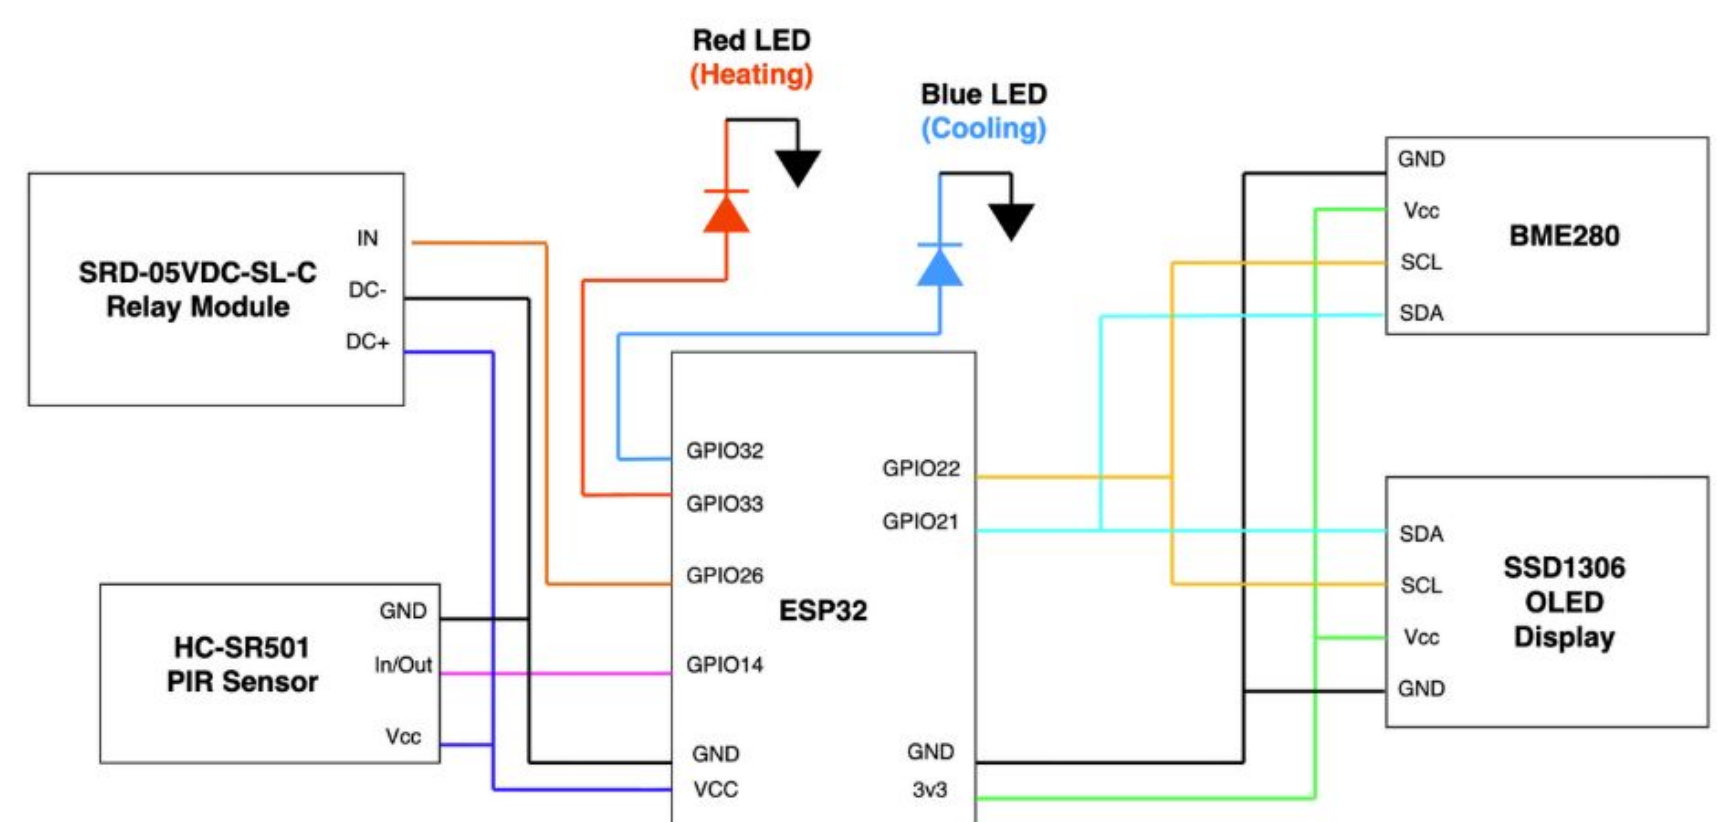 Red LED
(Heating)
Blue LED
(Cooling)
SRD-05VDC-SL-C
Relay Module
IN
DC-
DC+
HC-SR501
PIR Sensor
GND
In/Out
Vcc
ESP32
GPIO32
GPIO33
GPIO26
GPIO14
GND
VCC
GPIO22
GPIO21
GND
3v3
BME280
GND
Vcc
SCL
SDA
SSD1306
OLED
Display
SDA
SCL
Vcc
GND